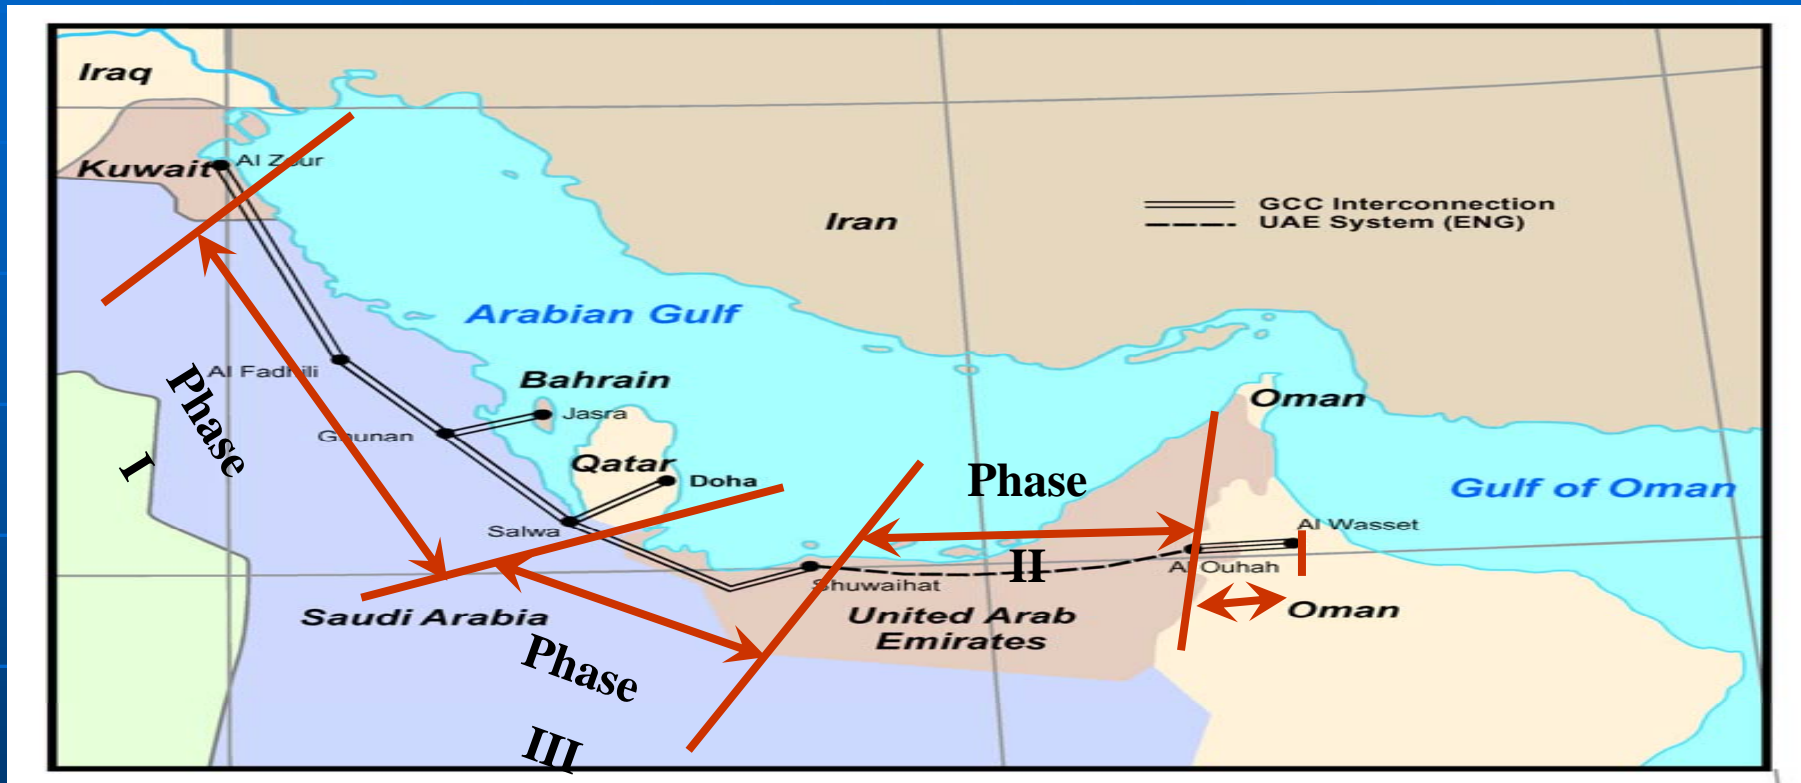 Iraq
Kuwait
Al Zour
Iran
GCC Interconnection
UAE System (ENG)
Arabian Gulf
Al Fadhili
Bahrain
Jasra
Oman
Phase
I
Ghunan
Qatar
Doha
Phase
II
Gulf of Oman
Salwa
Al Wasset
Al Ouhah
Shuwaihat
Saudi Arabia
United Arab
Emirates
Oman
Phase
III